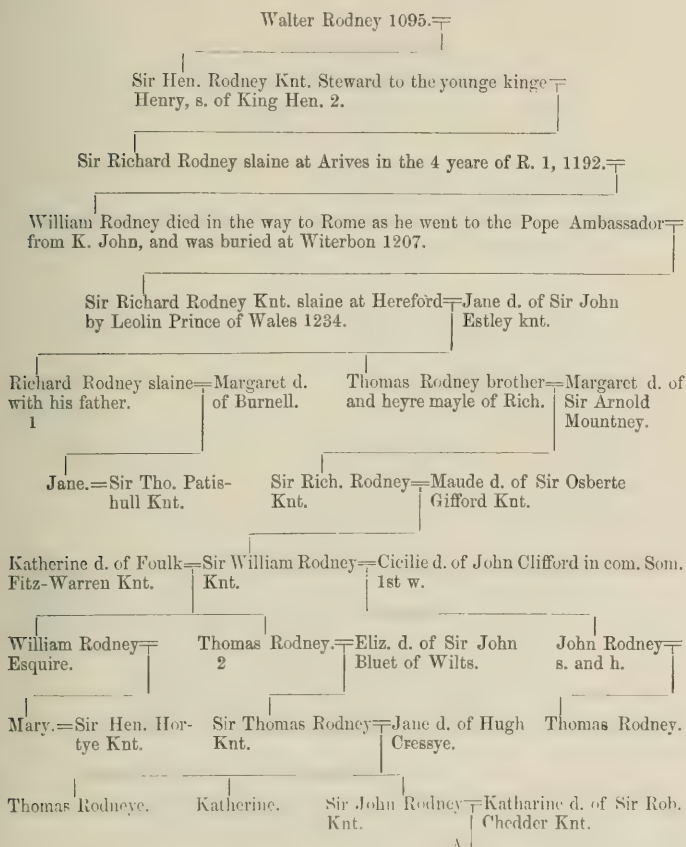 Walter Rodney 1095.
Sir Hen. Rodney Knt. Steward to the younge kinge
Henry, s. of King Hen. 2.
Sir Richard Rodney slaine at Arives in the 4 yeare of R. 1, 1192.
William Rodney died in the way to Rome as he went to the Pope Ambassador
from K. John, and was buried at Witerbon 1207.
Sir Richard Rodney Knt. slaine at Hereford=Jane d. of Sir John
by Leolin Prince of Wales 1234. Estley knt.
Richard Rodney slaine=Margaret d. Thomas Rodney brother=Margaret d. of
with his father. of Burnell. and heyre mayle of Rich. Sir Arnold
1 Mountney.
Jane.=Sir Tho. Patis- Sir Rich. Rodney=Maude d. of Sir Osberte
hull Knt. Knt. Gifford Knt.
Katherine d. of Foulk=Sir William Rodney=Cicilie d. of John Clifford in com. Som.
Fitz-Warren Knt. Knt. 1st w.
William Rodney Thomas Rodney.=Eliz. d. of Sir John John Rodney
Esquire. 2 Bluet of Wilts. s. and h.
Mary.=Sir Hen. Hor- Sir Thomas Rodney=Jane d. of Hugh Thomas Rodney.
tye Knt. Knt. Cressye.
Thomas Rodneye. Katherine. Sir John Rodney=Katharine d. of Sir Rob.
Knt. Chedder Knt.
A